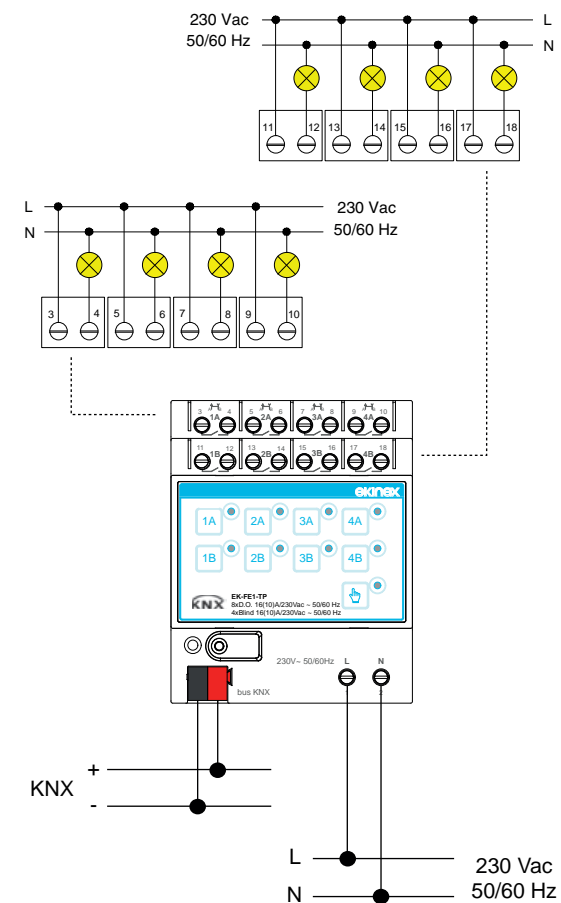 230 Vac L
50/60 Hz N
11 12 13 14 15 16 17 18
L 230 Vac
N 50/60 Hz
3 4 5 6 7 8 9 10
3 4 5 6 7 8 9 10
1A 2A 3A 4A
11 12 13 14 15 16 17 18
1B 2B 3B 4B
ekinex
1A 2A 3A 4A
1B 2B 3B 4B
KNX
EK-FE1-TP
8xD.O. 16(10)A/230Vac ~ 50/60 Hz
4xBlind 16(10)A/230Vac ~ 50/60 Hz
230V~ 50/60Hz L N
1 2
bus KNX
KNX
+
-
L 230 Vac
N 50/60 Hz